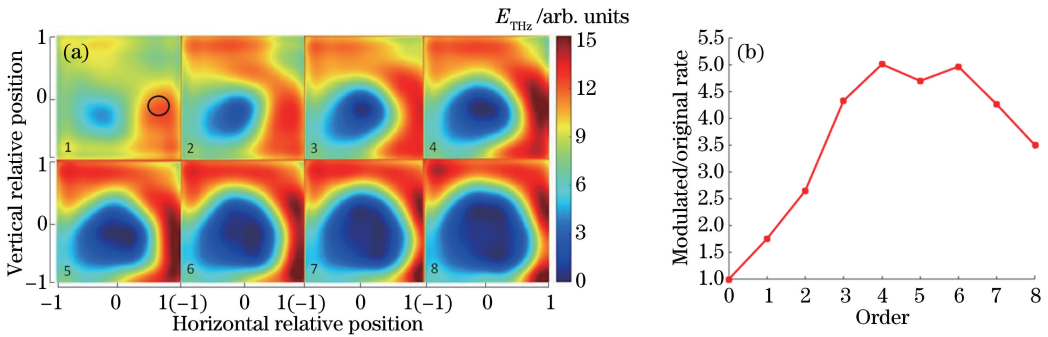 E_THz /arb. units
(a)
1
0
−1
1
0
−1
Vertical relative position
1 2 3 4
5 6 7 8
−1 0 1(−1) 0 1(−1) 0 1(−1) 0 1
Horizontal relative position
15
12
9
6
3
0
(b)
Modulated/original rate
5.5
5.0
4.5
4.0
3.5
3.0
2.5
2.0
1.5
1.0
0 1 2 3 4 5 6 7 8
Order